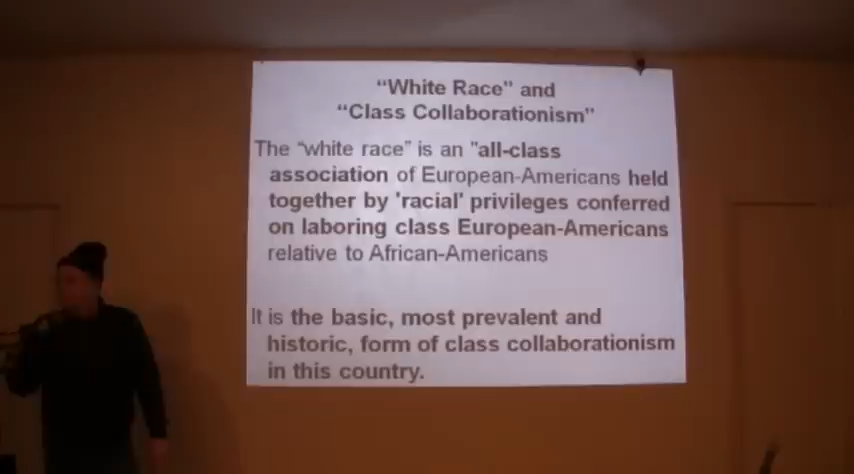 “White Race” and
“Class Collaborationism”
The “white race” is an "all-class
association of European-Americans held
together by 'racial' privileges conferred
on laboring class European-Americans
relative to African-Americans
It is the basic, most prevalent and
historic, form of class collaborationism
in this country.